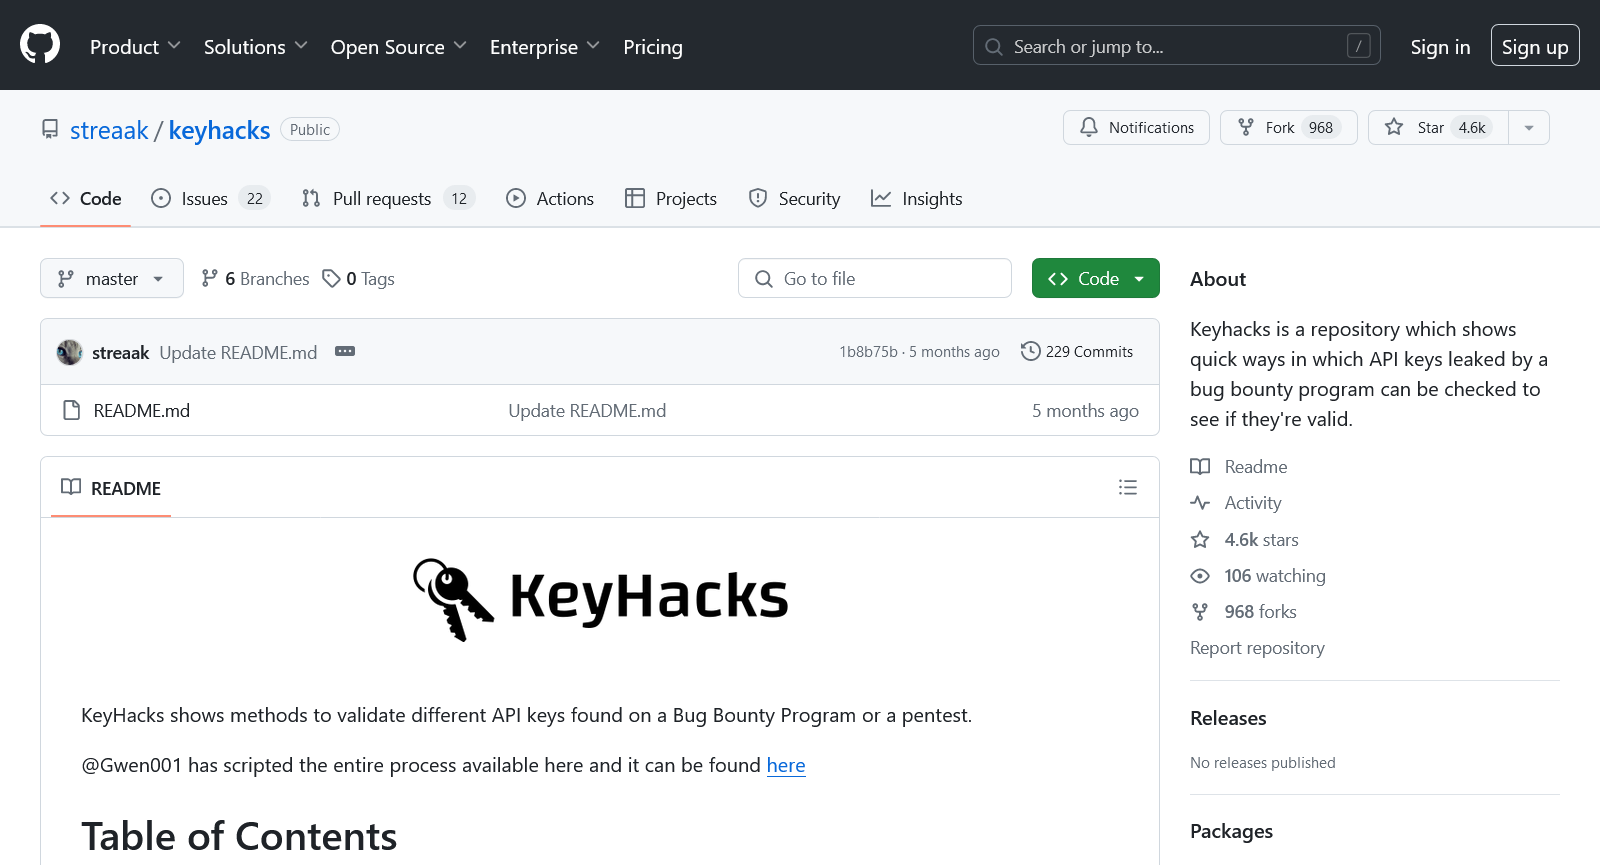 Product Solutions Open Source Enterprise Pricing Search or jump to... / Sign in Sign up
streaak / keyhacks Public Notifications Fork 968 Star 4.6k
Code Issues 22 Pull requests 12 Actions Projects Security Insights
master 6 Branches 0 Tags Go to file Code
streaak Update README.md 1b8b75b · 5 months ago 229 Commits
README.md Update README.md 5 months ago
README
KeyHacks
KeyHacks shows methods to validate different API keys found on a Bug Bounty Program or a pentest.
@Gwen001 has scripted the entire process available here and it can be found here
Table of Contents
About
Keyhacks is a repository which shows
quick ways in which API keys leaked by a
bug bounty program can be checked to
see if they're valid.
Readme
Activity
4.6k stars
106 watching
968 forks
Report repository
Releases
No releases published
Packages